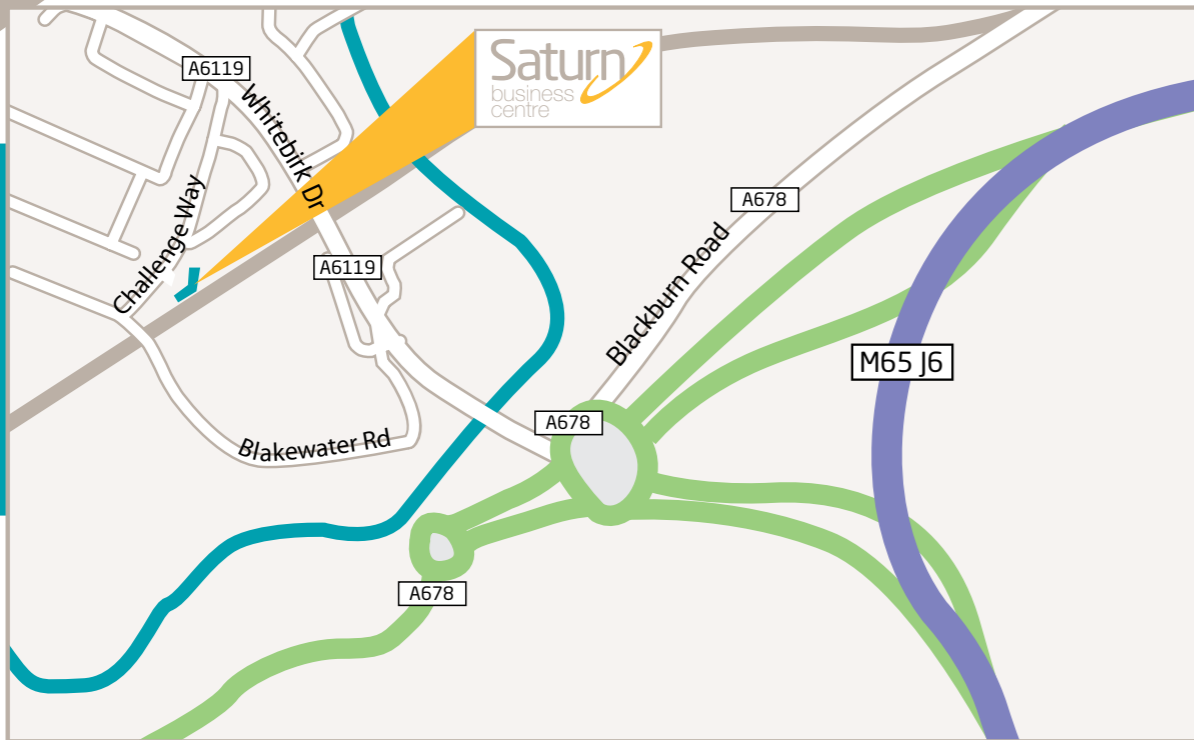 A6119
Saturn
business
centre
Whitebirk Dr
Challenge Way
A678
A6119
Blackburn Road
M65 J6
A678
Blakewater Rd
A678